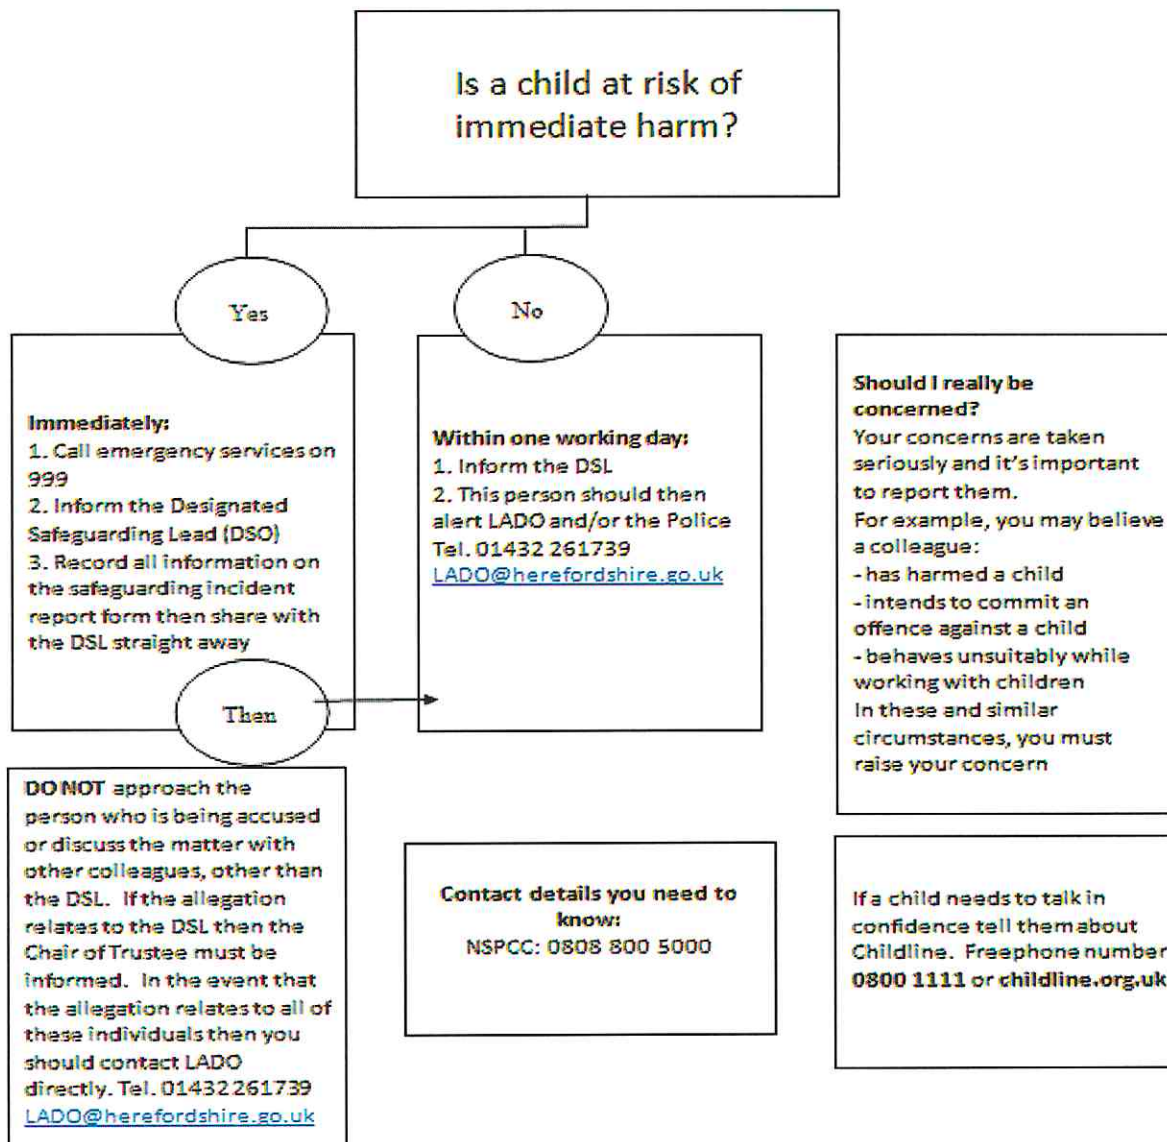 Is a child at risk of
immediate harm?
Yes
No
Immediately:
1. Call emergency services on
999
2. Inform the Designated
Safeguarding Lead (DSO)
3. Record all information on
the safeguarding incident
report form then share with
the DSL straight away
Then
Within one working day:
1. Inform the DSL
2. This person should then
alert LADO and/or the Police
Tel. 01432 261739
LADO@herefordshire.go.uk
Should I really be
concerned?
Your concerns are taken
seriously and it's important
to report them.
For example, you may believe
a colleague:
- has harmed a child
- intends to commit an
offence against a child
- behaves unsuitably while
working with children
In these and similar
circumstances, you must
raise your concern
DO NOT approach the
person who is being accused
or discuss the matter with
other colleagues, other than
the DSL. If the allegation
relates to the DSL then the
Chair of Trustee must be
informed. In the event that
the allegation relates to all of
these individuals then you
should contact LADO
directly. Tel. 01432 261739
LADO@herefordshire.go.uk
Contact details you need to
know:
NSPCC: 0808 800 5000
If a child needs to talk in
confidence tell them about
Childline. Freephone number
0800 1111 or childline.org.uk